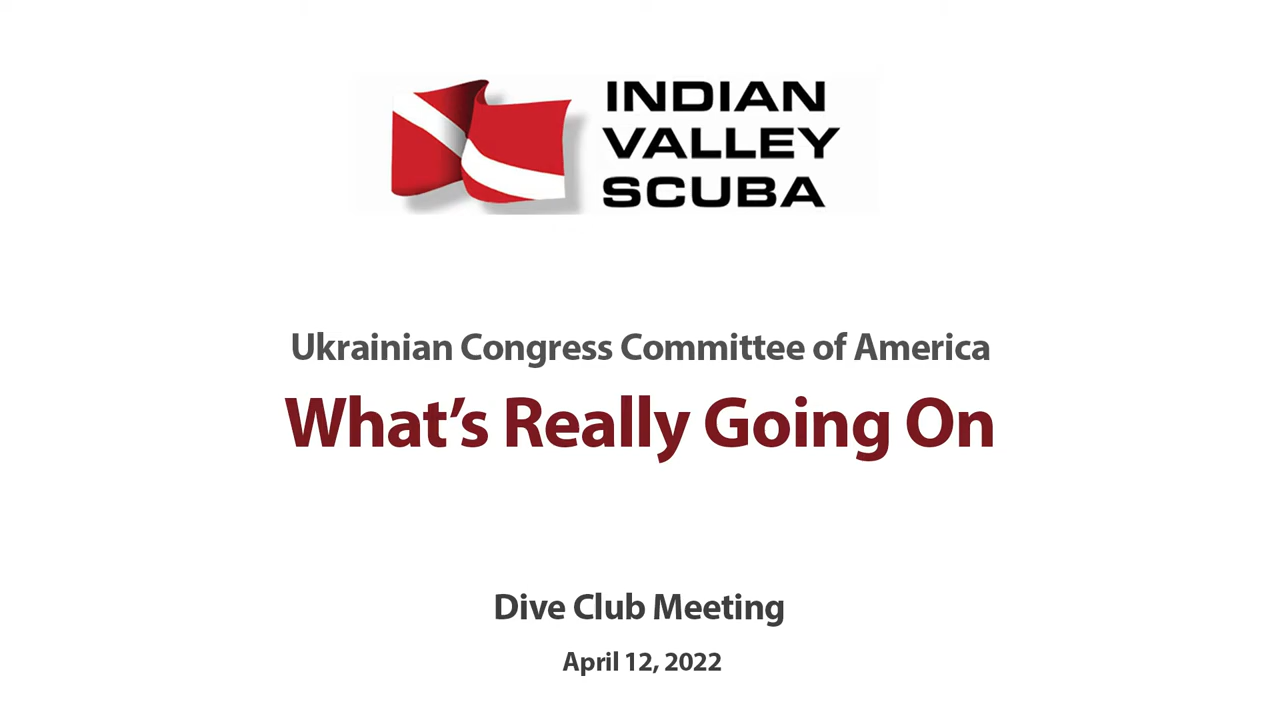 INDIAN
VALLEY
SCUBA
Ukrainian Congress Committee of America
What’s Really Going On
Dive Club Meeting
April 12, 2022